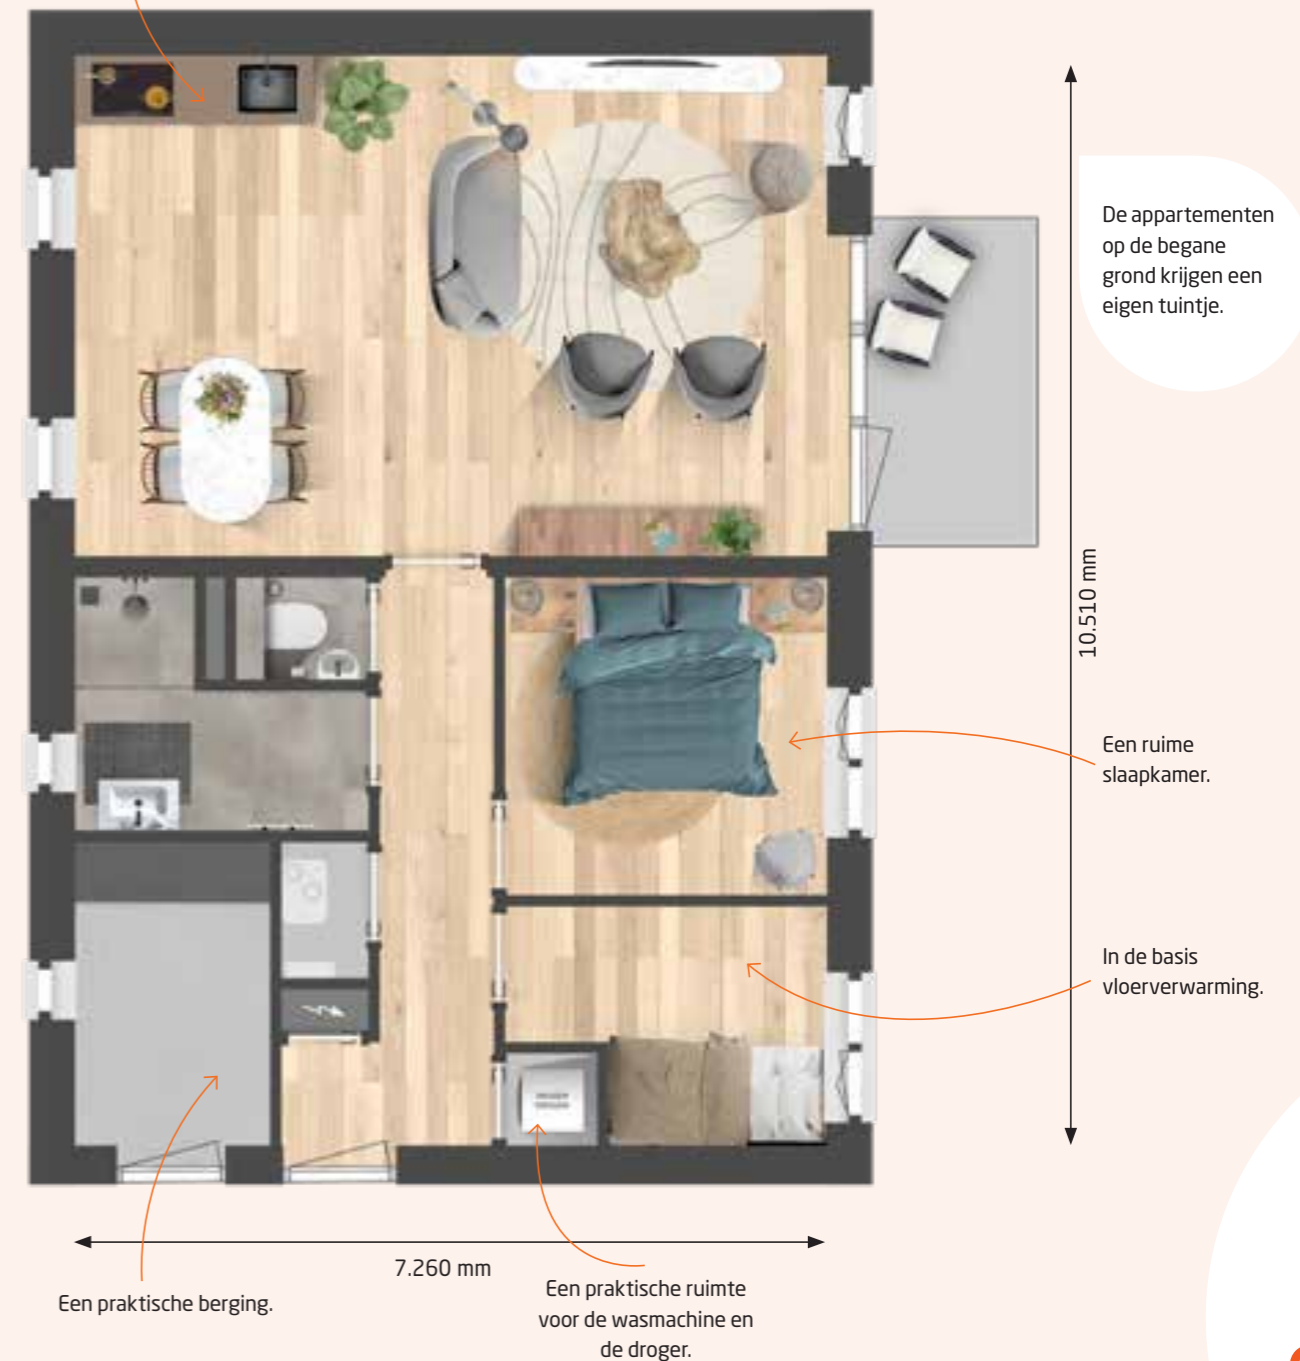 De appartementen
op de begane
grond krijgen een
eigen tuintje.
10.510 mm
Een ruime
slaapkamer.
In de basis
vloerverwarming.
7.260 mm
Een praktische berging.
Een praktische ruimte
voor de wasmachine en
de droger.